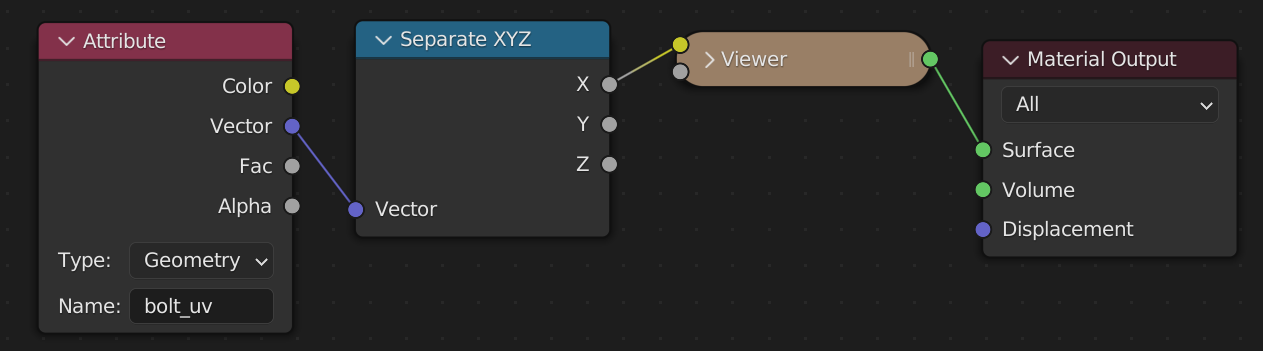 Attribute
Color
Vector
Fac
Alpha
Type: Geometry
Name: bolt_uv
Separate XYZ
X
Y
Z
Vector
Viewer
Material Output
All
Surface
Volume
Displacement